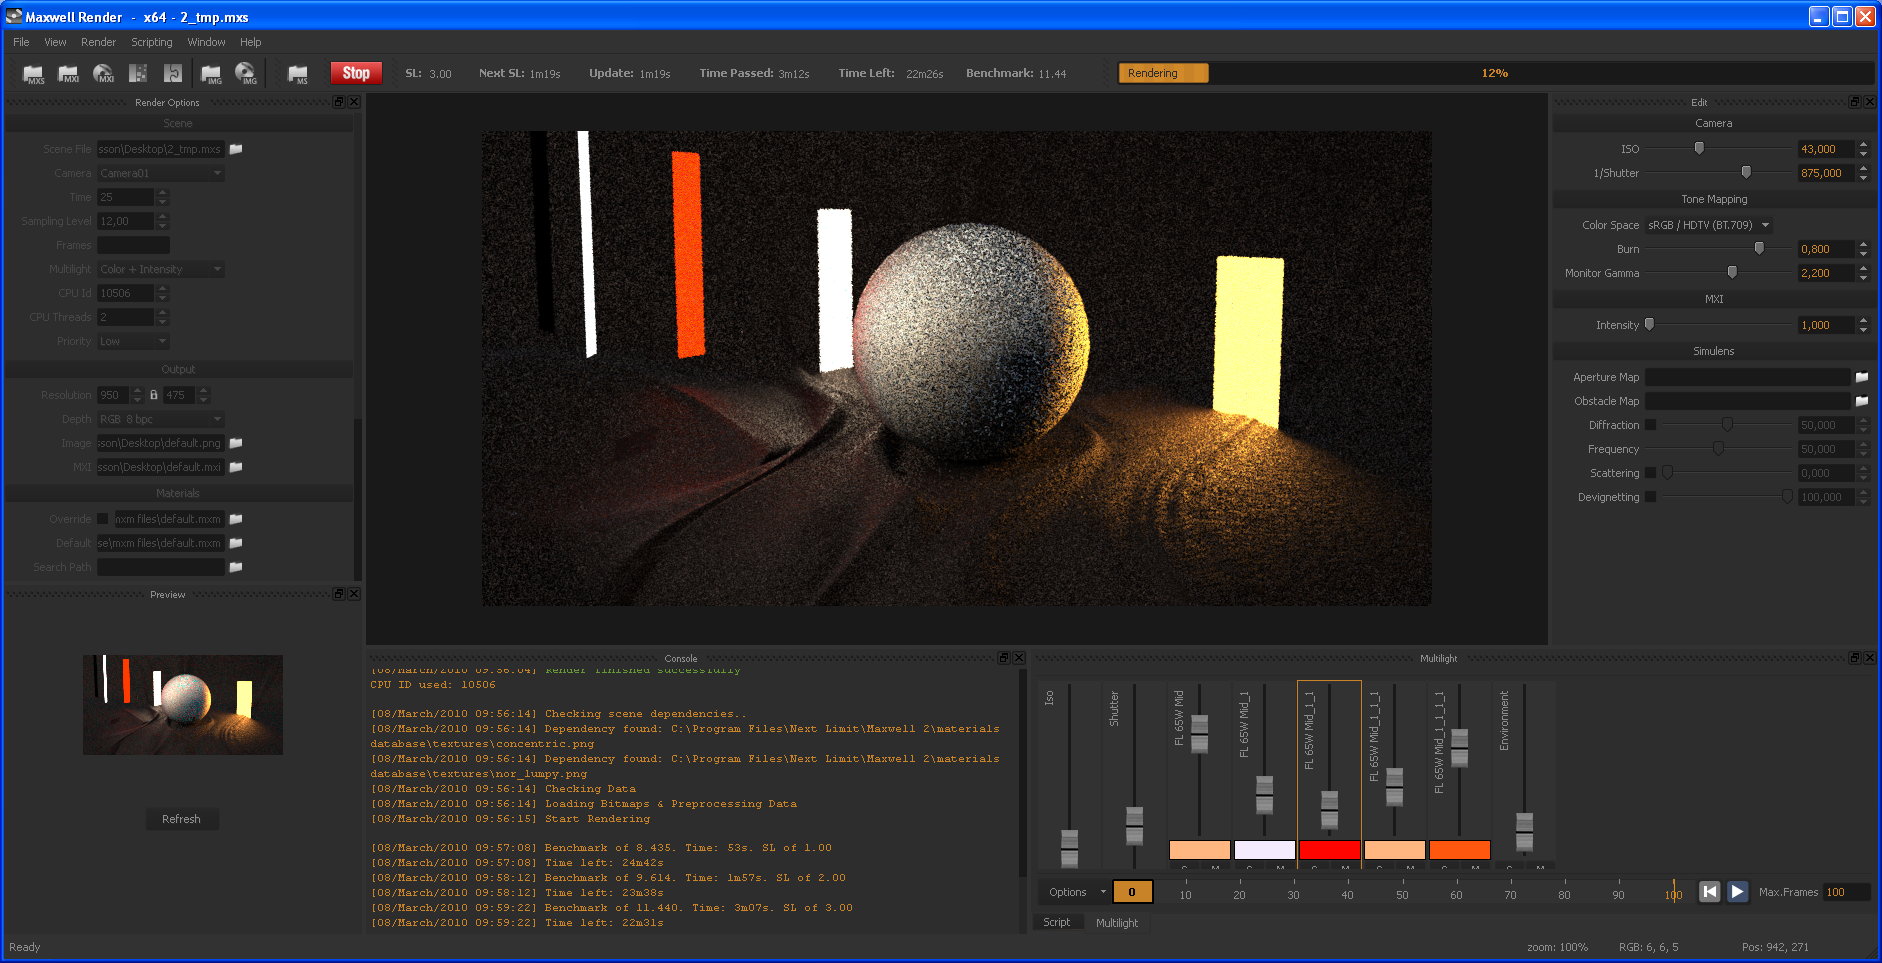 Maxwell Render - x64 - 2_tmp.mxs
File View Render Scripting Window Help
MXS MXI MXI IMG IMG MS Stop SL: 3.00 Next SL: 1m19s Update: 1m19s Time Passed: 3m12s Time Left: 22m26s Benchmark: 11.44 Rendering 12%
Render Options
Scene
Scene File sson\Desktop\2_tmp.mxs
Camera Camera01
Time 25
Sampling Level 12,00
Frames
Multilight Color + Intensity
CPU Id 10506
CPU Threads 2
Priority Low
Output
Resolution 950 475
Depth RGB 8 bpc
Image sson\Desktop\default.png
MXI sson\Desktop\default.mxi
Materials
Override nxm files\default.mxm
Default se\mxm files\default.mxm
Search Path
Preview
Refresh
Edit
Camera
ISO 43,000
1/Shutter 875,000
Tone Mapping
Color Space sRGB / HDTV (BT.709)
Burn 0,800
Monitor Gamma 2,200
MXI
Intensity 1,000
Simulens
Aperture Map
Obstacle Map
Diffraction 50,000
Frequency 50,000
Scattering 0,000
Devignetting 100,000
Console
[08/March/2010 09:56:04] Render finished successfully
CPU ID used: 10506
[08/March/2010 09:56:14] Checking scene dependencies..
[08/March/2010 09:56:14] Dependency found: C:\Program Files\Next Limit\Maxwell 2\materials
database\textures\concentric.png
[08/March/2010 09:56:14] Dependency found: C:\Program Files\Next Limit\Maxwell 2\materials
database\textures\nor_lumpy.png
[08/March/2010 09:56:14] Checking Data
[08/March/2010 09:56:14] Loading Bitmaps & Preprocessing Data
[08/March/2010 09:56:15] Start Rendering
[08/March/2010 09:57:08] Benchmark of 8.435. Time: 53s. SL of 1.00
[08/March/2010 09:57:08] Time left: 24m42s
[08/March/2010 09:58:12] Benchmark of 9.614. Time: 1m57s. SL of 2.00
[08/March/2010 09:58:12] Time left: 23m38s
[08/March/2010 09:59:22] Benchmark of 11.440. Time: 3m07s. SL of 3.00
[08/March/2010 09:59:22] Time left: 22m31s
Multilight
Iso
Shutter
FL 65W Mid
FL 65W Mid_1
FL 65W Mid_1_1
FL 65W Mid_1_1_1
FL 65W Mid_1_1_1_1
Environment
Options 0 10 20 30 40 50 60 70 80 90 100 Max.Frames 100
Script Multilight
Ready zoom: 100% RGB: 6, 6, 5 Pos: 942, 271